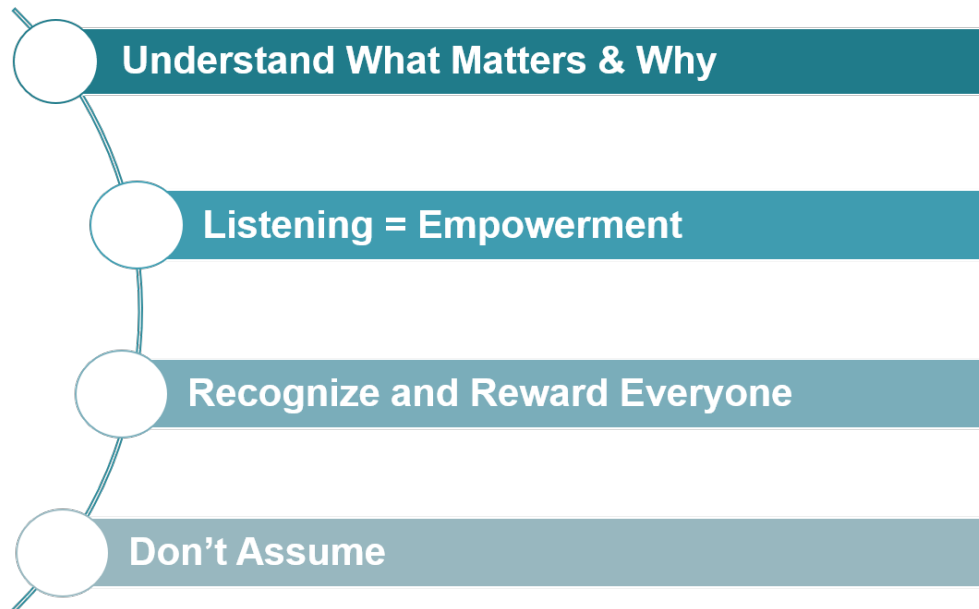 Understand What Matters & Why
Listening = Empowerment
Recognize and Reward Everyone
Don’t Assume